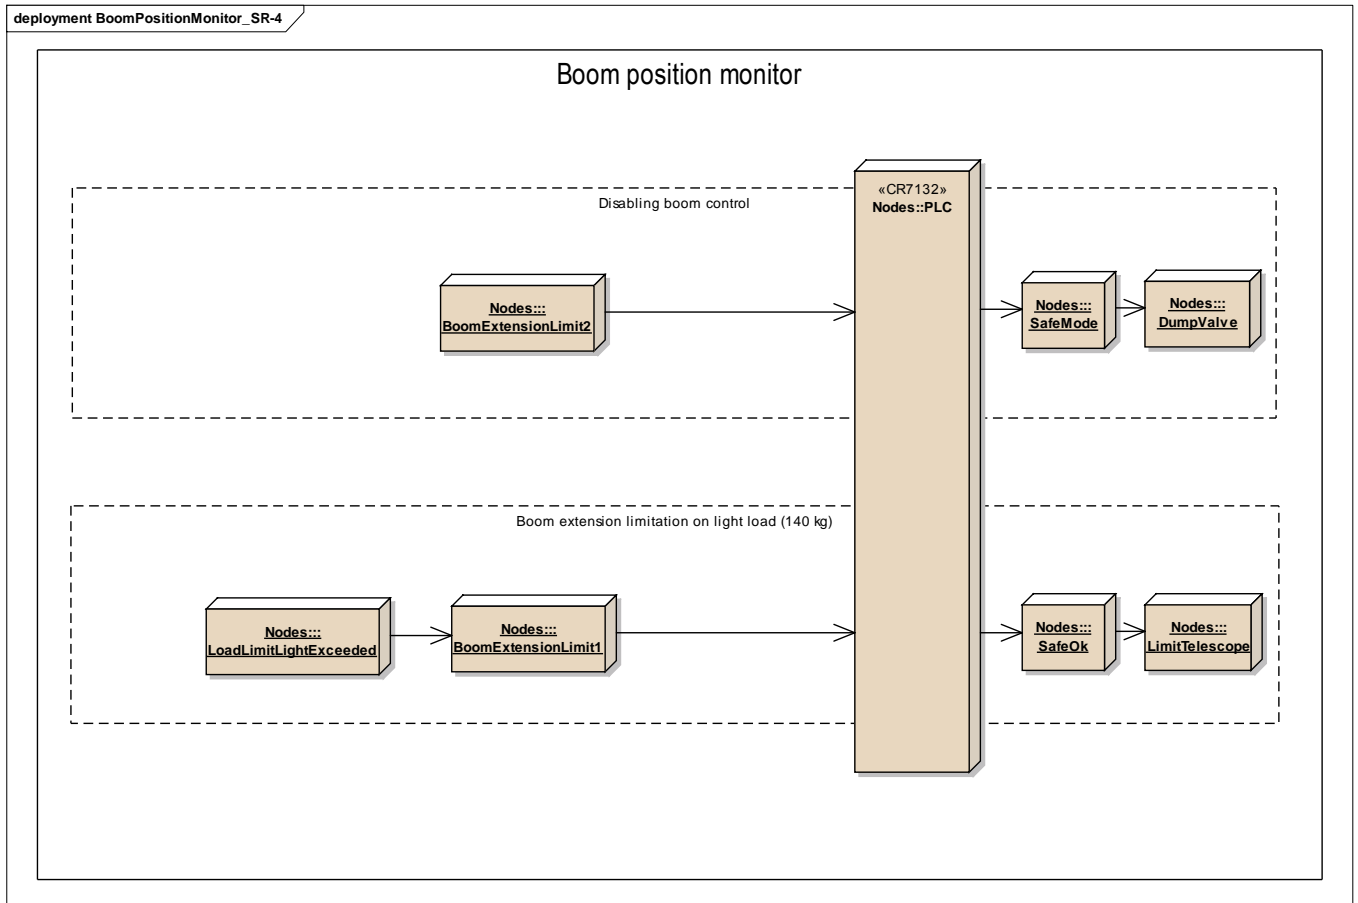 deployment BoomPositionMonitor_SR-4
Boom position monitor
«CR7132»
Nodes::PLC
Disabling boom control
Nodes:::
BoomExtensionLimit2
Nodes:::
SafeMode
Nodes:::
DumpValve
Boom extension limitation on light load (140 kg)
Nodes:::
LoadLimitLightExceeded
Nodes:::
BoomExtensionLimit1
Nodes:::
SafeOk
Nodes:::
LimitTelescope